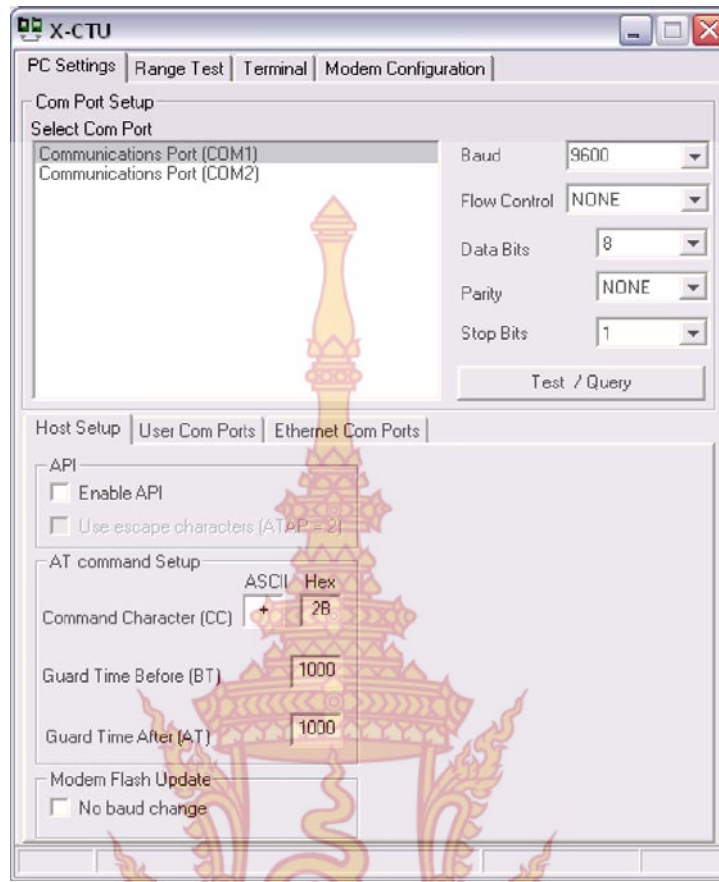 X-CTU
PC Settings Range Test Terminal Modem Configuration
Com Port Setup
Select Com Port
Communications Port (COM1)
Communications Port (COM2)
Baud 9600
Flow Control NONE
Data Bits 8
Parity NONE
Stop Bits 1
Test / Query
Host Setup User Com Ports Ethernet Com Ports
API
Enable API
Use escape characters (ATAP = 2)
AT command Setup
ASCII Hex
Command Character (CC) + 2B
Guard Time Before (BT) 1000
Guard Time After (AT) 1000
Modem Flash Update
No baud change